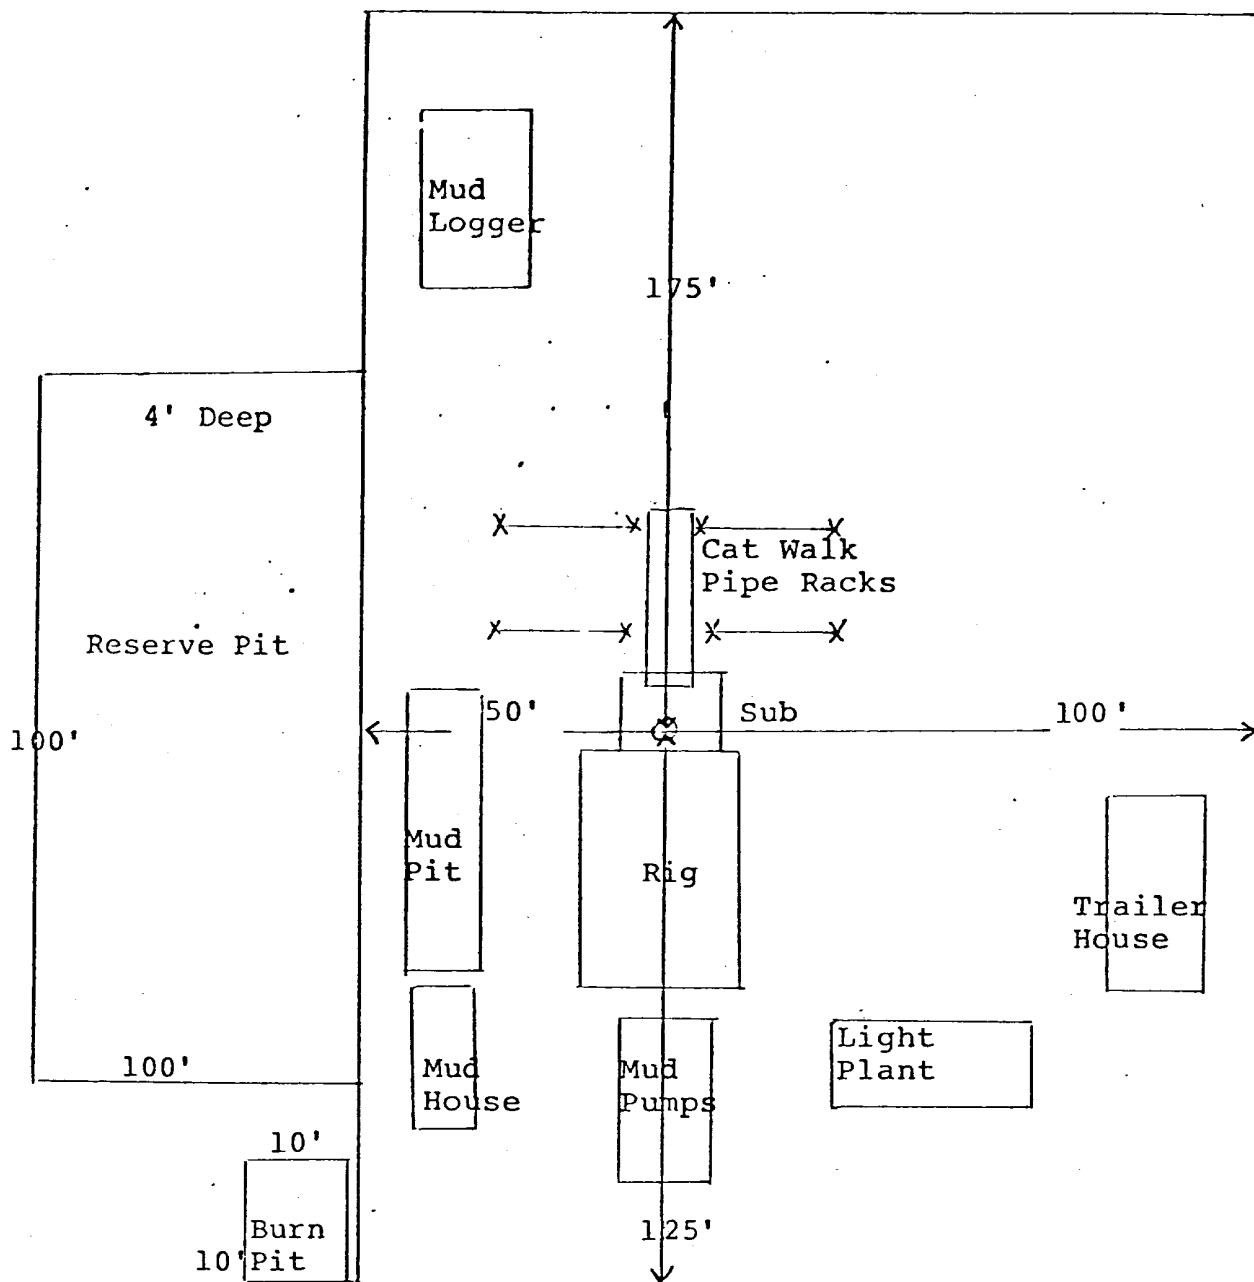 Mud
Logger
175'
4' Deep
Cat Walk
Pipe Racks
Reserve Pit
50'
Sub
100'
100'
Mud
Pit
Rig
Trailer
House
Light
Plant
100'
Mud
House
Mud
Pumps
10'
125'
Burn
10' Pit